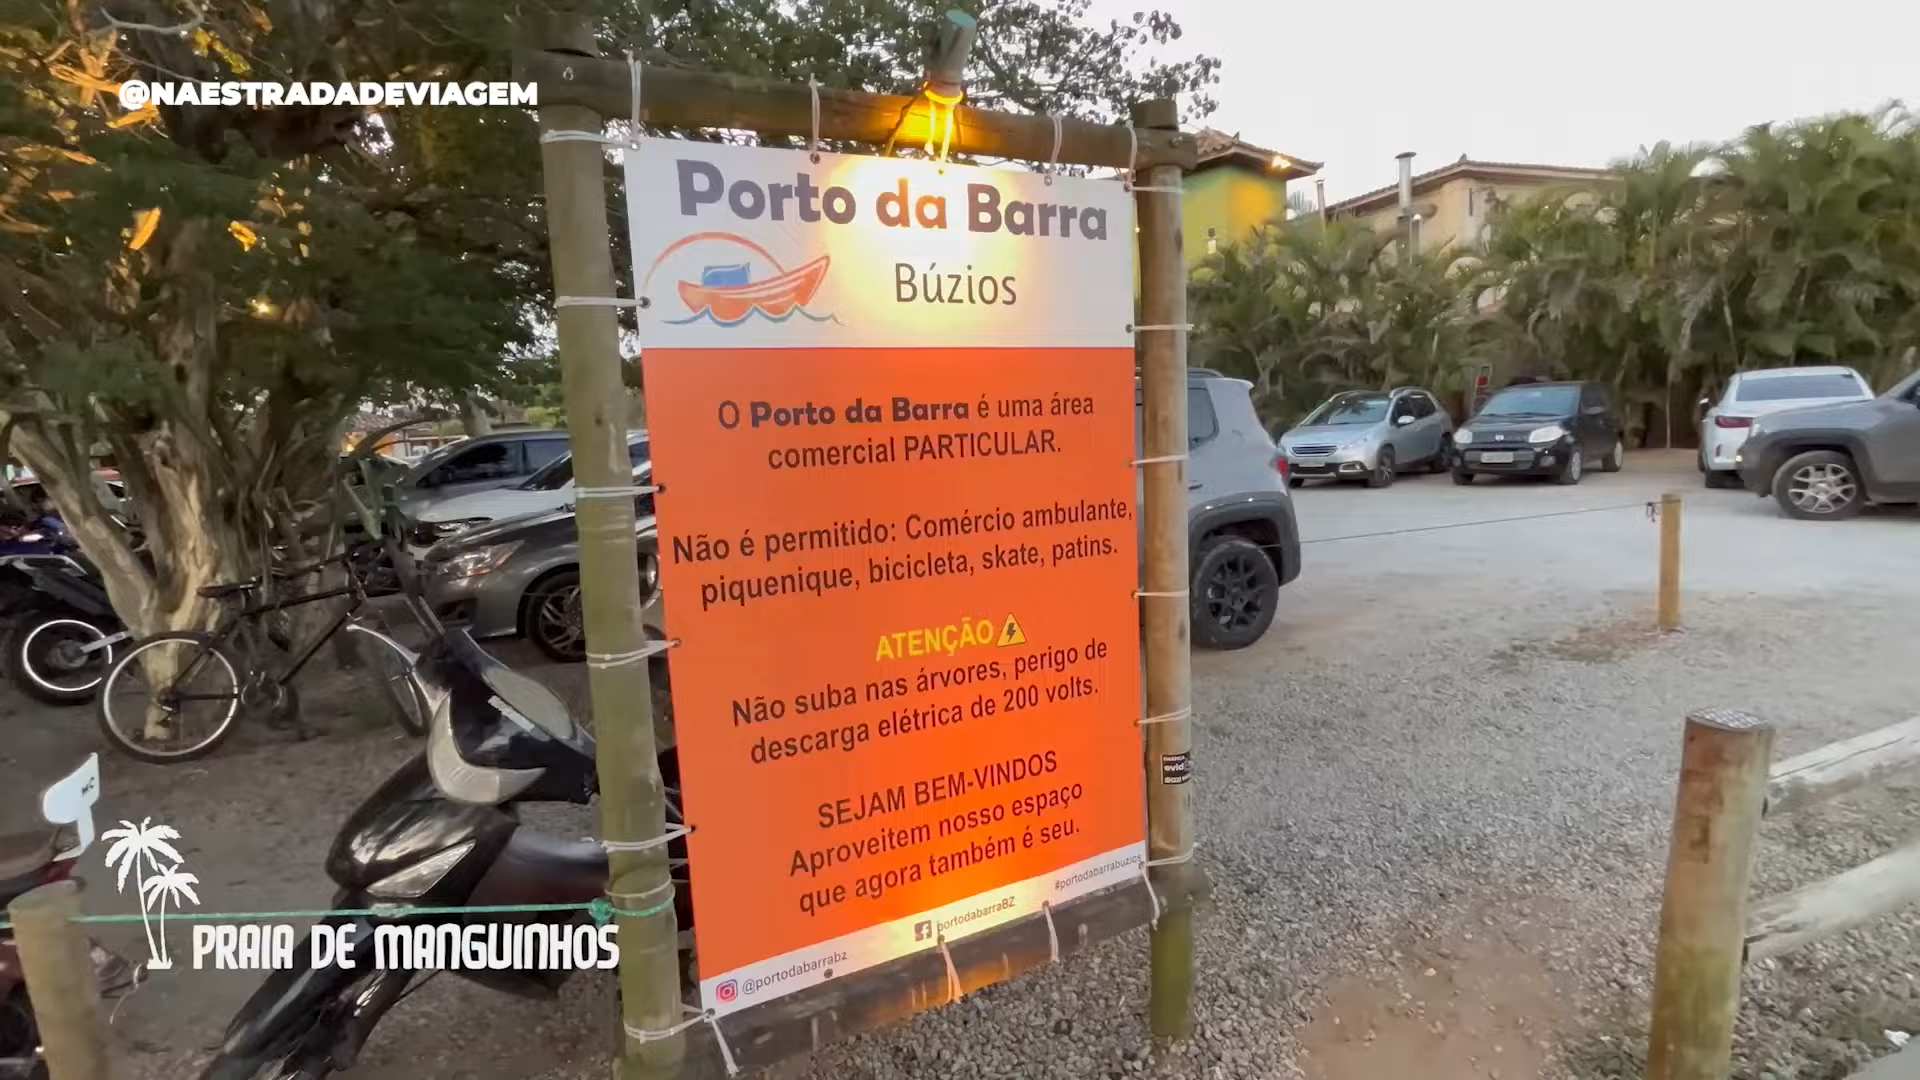 @NAESTRADADEVIAGEM
Porto da Barra
Búzios
O Porto da Barra é uma área
comercial PARTICULAR.
Não é permitido: Comércio ambulante,
piquenique, bicicleta, skate, patins.
ATENÇÃO
Não suba nas árvores, perigo de
descarga elétrica de 200 volts.
SEJAM BEM-VINDOS
Aproveitem nosso espaço
que agora também é seu.
#portodabarrabuzios
portodabarraBZ
@portodabarrabz
MC
PRAIA DE MANGUINHOS